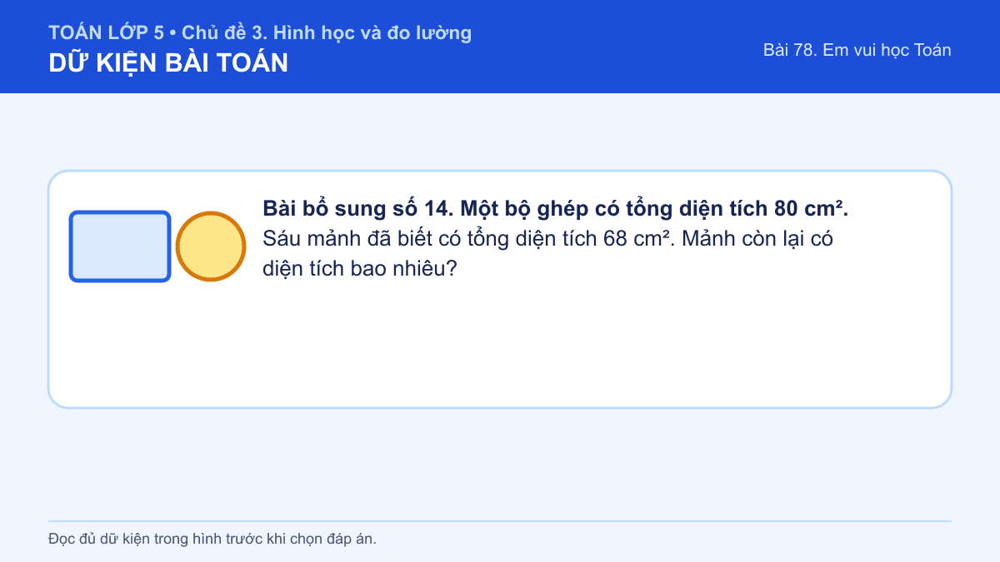 TOÁN LỚP 5 • Chủ đề 3. Hình học và đo lường
DỮ KIỆN BÀI TOÁN
Bài 78. Em vui học Toán
Bài bổ sung số 14. Một bộ ghép có tổng diện tích 80 cm².
Sáu mảnh đã biết có tổng diện tích 68 cm². Mảnh còn lại có
diện tích bao nhiêu?
Đọc đủ dữ kiện trong hình trước khi chọn đáp án.